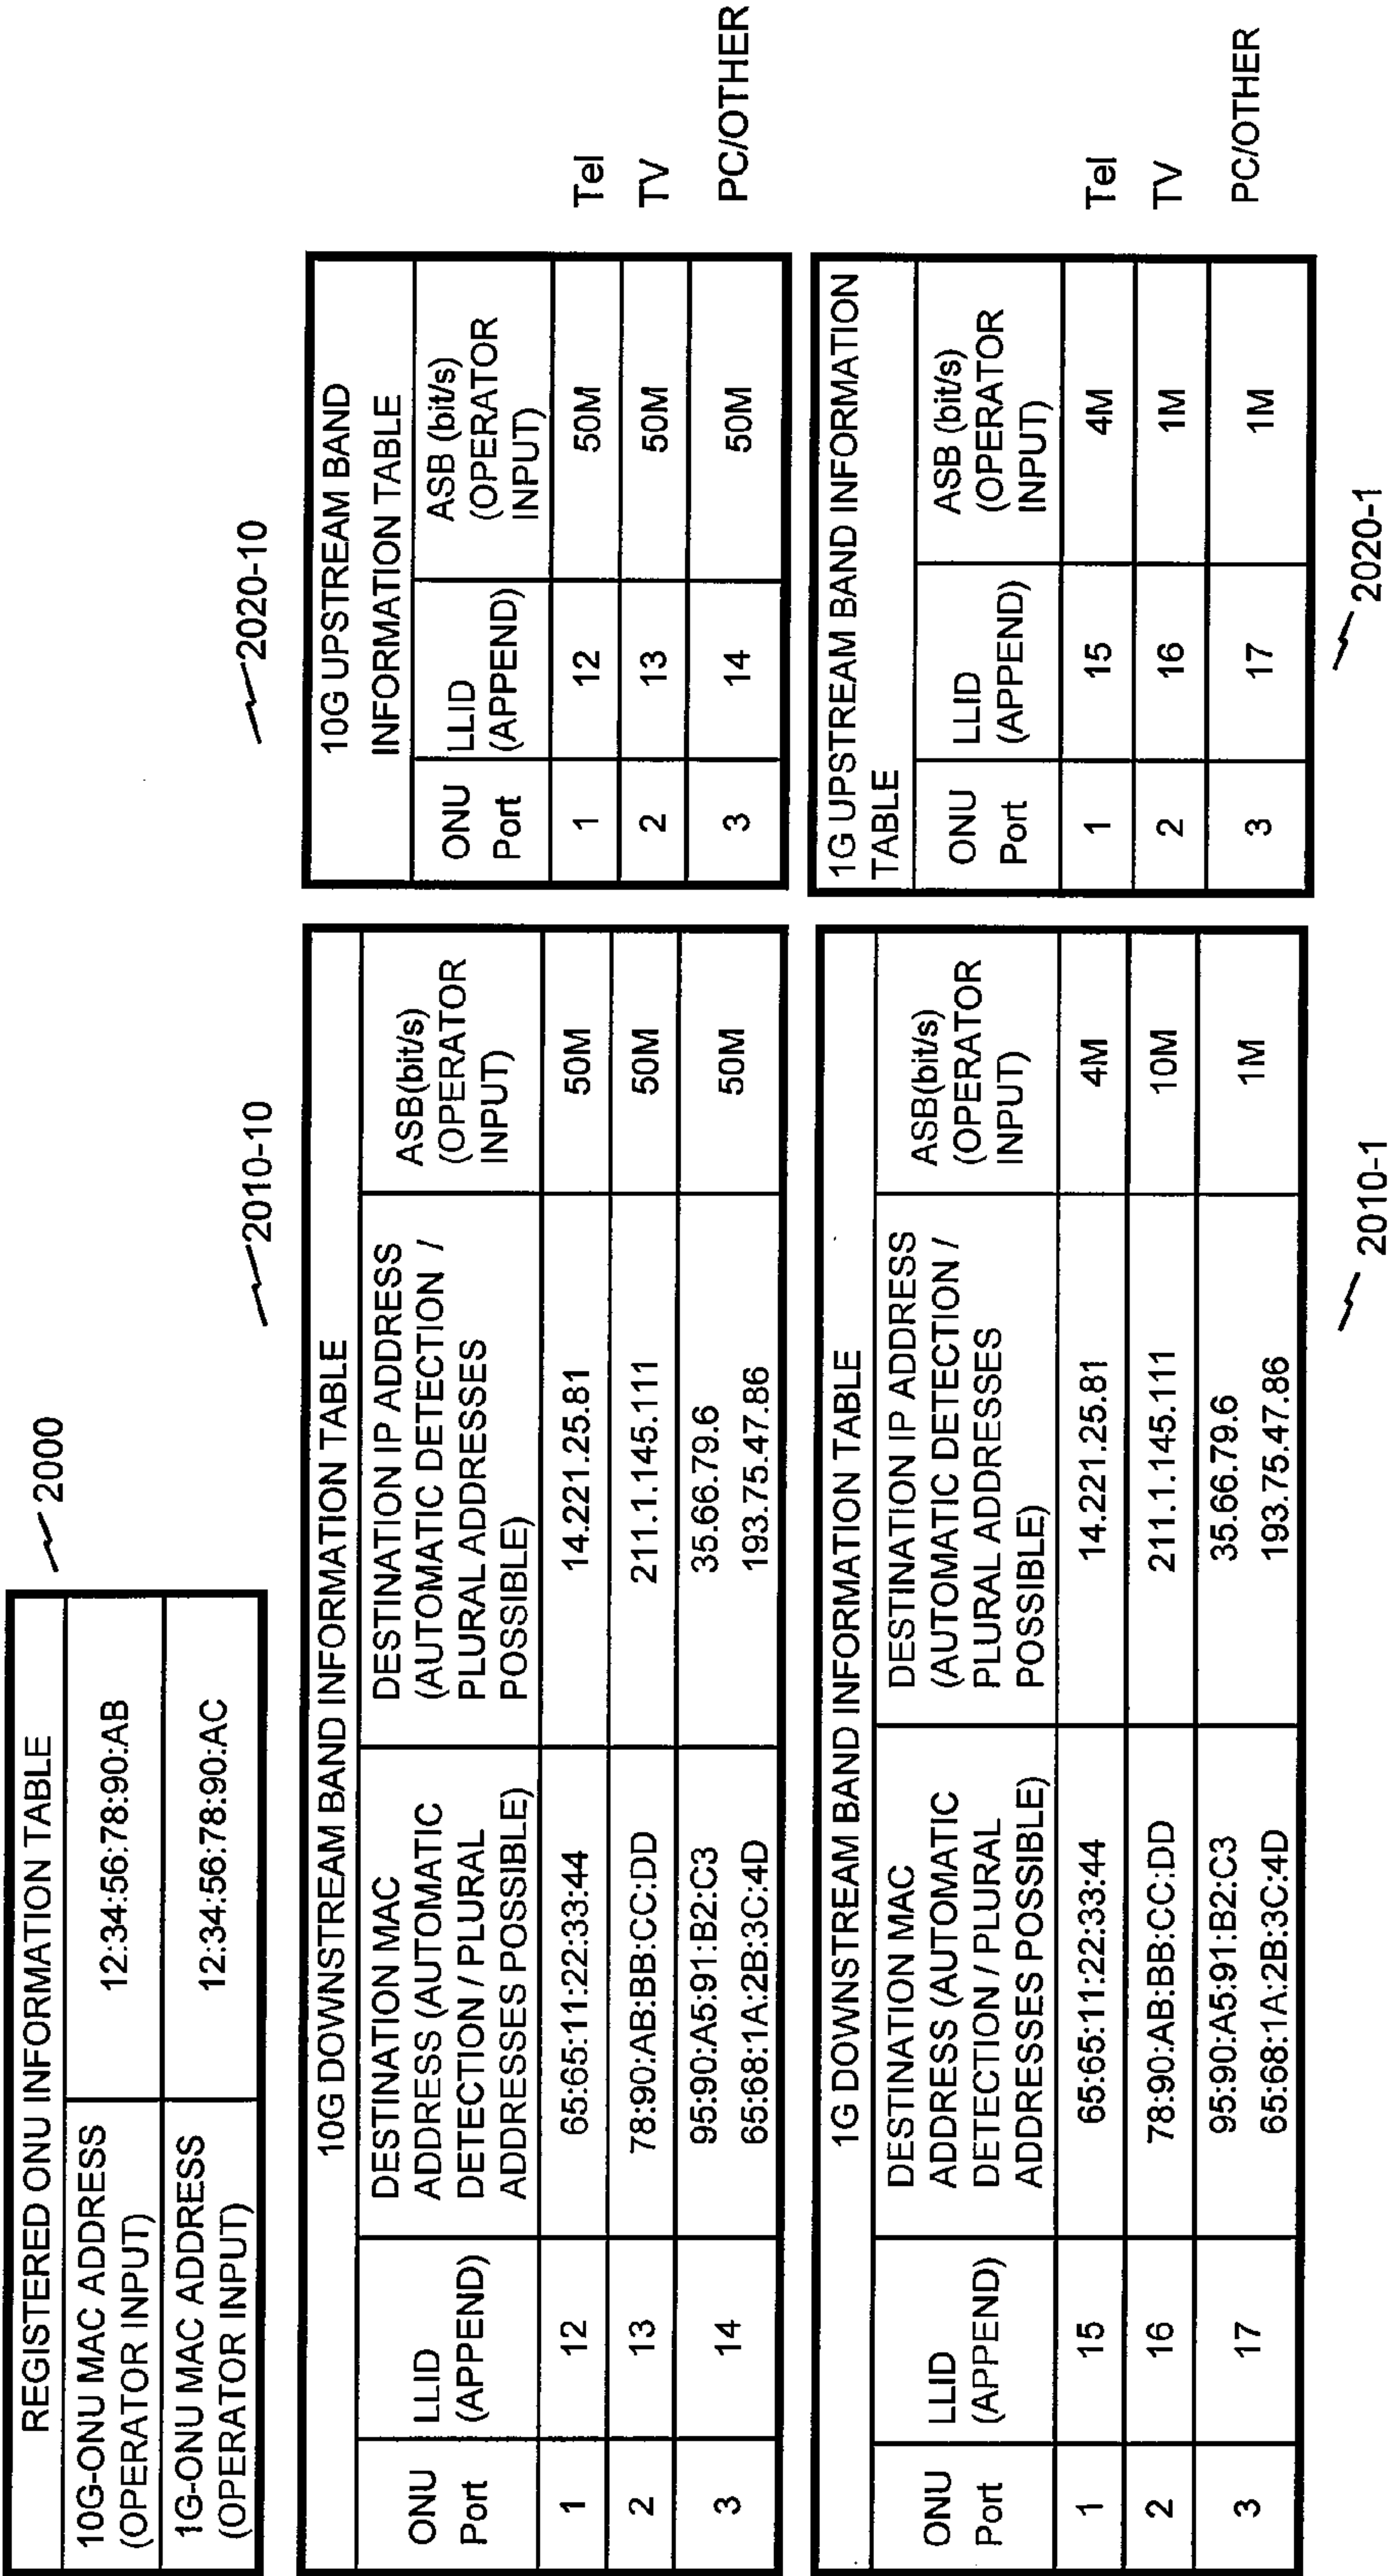 REGISTERED ONU INFORMATION TABLE
10G-ONU MAC ADDRESS
(OPERATOR INPUT)
12:34:56:78:90:AB
1G-ONU MAC ADDRESS
(OPERATOR INPUT)
12:34:56:78:90:AC
2000
2010-10
10G DOWNSTREAM BAND INFORMATION TABLE
ONU
Port
LLID
(APPEND)
DESTINATION MAC
ADDRESS (AUTOMATIC
DETECTION / PLURAL
ADDRESSES POSSIBLE)
DESTINATION IP ADDRESS
(AUTOMATIC DETECTION /
PLURAL ADDRESSES
POSSIBLE)
ASB(bit/s)
(OPERATOR
INPUT)
1 12 65:65:11:22:33:44 14.221.25.81 50M
2 13 78:90:AB:BB:CC:DD 211.1.145.111 50M
3 14 95:90:A5:91:B2:C3 35.66.79.6 50M
65:68:1A:2B:3C:4D 193.75.47.86
2020-10
10G UPSTREAM BAND
INFORMATION TABLE
ONU
Port
LLID
(APPEND)
ASB (bit/s)
(OPERATOR
INPUT)
1 12 50M Tel
2 13 50M TV
3 14 50M PC/OTHER
1G DOWNSTREAM BAND INFORMATION TABLE
ONU
Port
LLID
(APPEND)
DESTINATION MAC
ADDRESS (AUTOMATIC
DETECTION / PLURAL
ADDRESSES POSSIBLE)
DESTINATION IP ADDRESS
(AUTOMATIC DETECTION /
PLURAL ADDRESSES
POSSIBLE)
ASB(bit/s)
(OPERATOR
INPUT)
1 15 65:65:11:22:33:44 14.221.25.81 4M
2 16 78:90:AB:BB:CC:DD 211.1.145.111 10M
3 17 95:90:A5:91:B2:C3 35.66.79.6 1M
65:68:1A:2B:3C:4D 193.75.47.86
2010-1
1G UPSTREAM BAND INFORMATION
TABLE
ONU
Port
LLID
(APPEND)
ASB (bit/s)
(OPERATOR
INPUT)
1 15 4M Tel
2 16 1M TV
3 17 1M PC/OTHER
2020-1